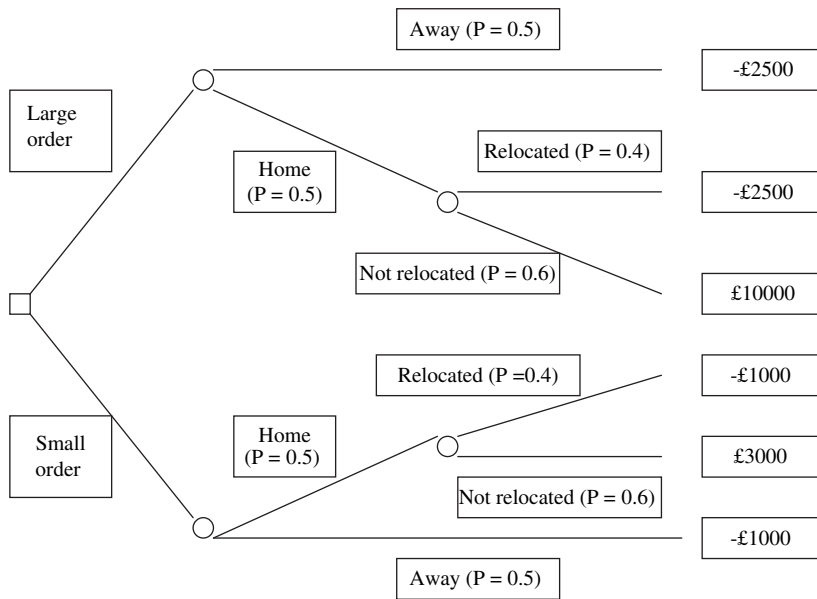 Away (P = 0.5)
-£2500
Large
order
Relocated (P = 0.4)
Home
(P = 0.5)
-£2500
Not relocated (P = 0.6)
£10000
Relocated (P =0.4)
-£1000
Small
order
Home
(P = 0.5)
£3000
Not relocated (P = 0.6)
-£1000
Away (P = 0.5)